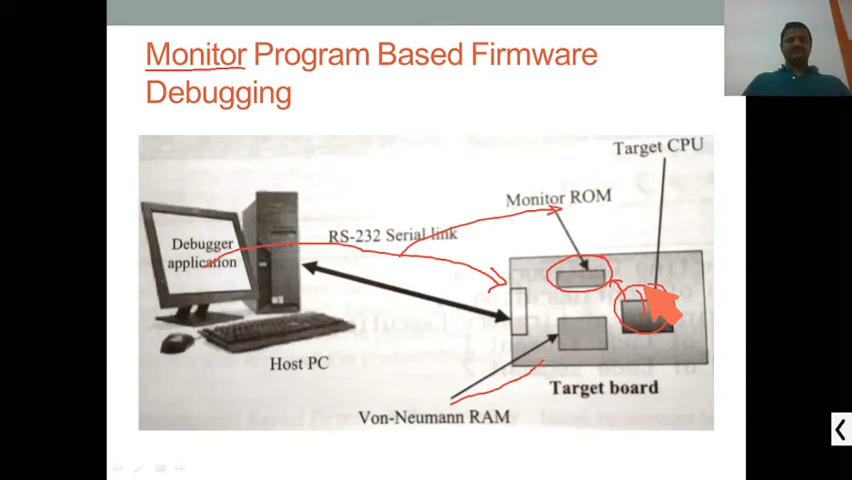 Monitor Program Based Firmware
Debugging
Target CPU
Monitor ROM
RS-232 Serial link
Debugger
application
Host PC
Target board
Von-Neumann RAM